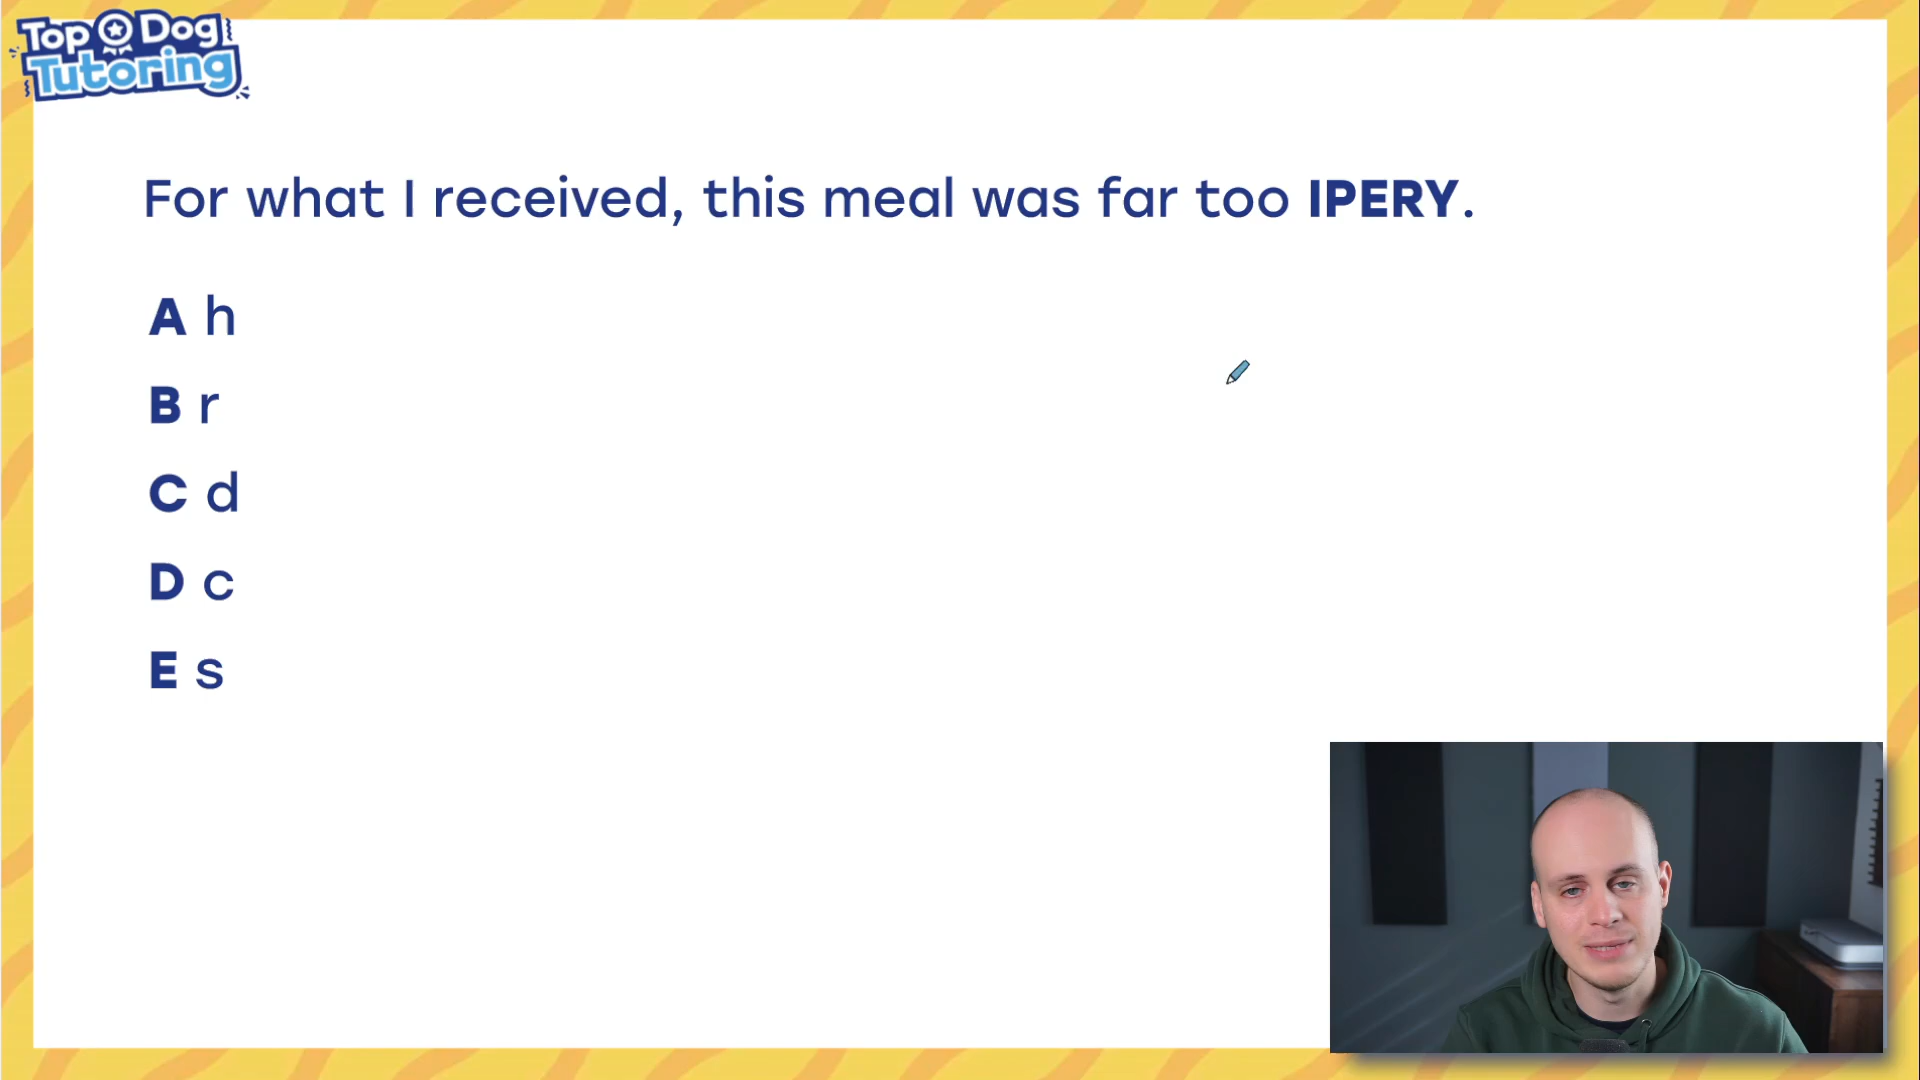 Top Dog
Tutoring
For what I received, this meal was far too IPERY.
A h
B r
C d
D c
E s